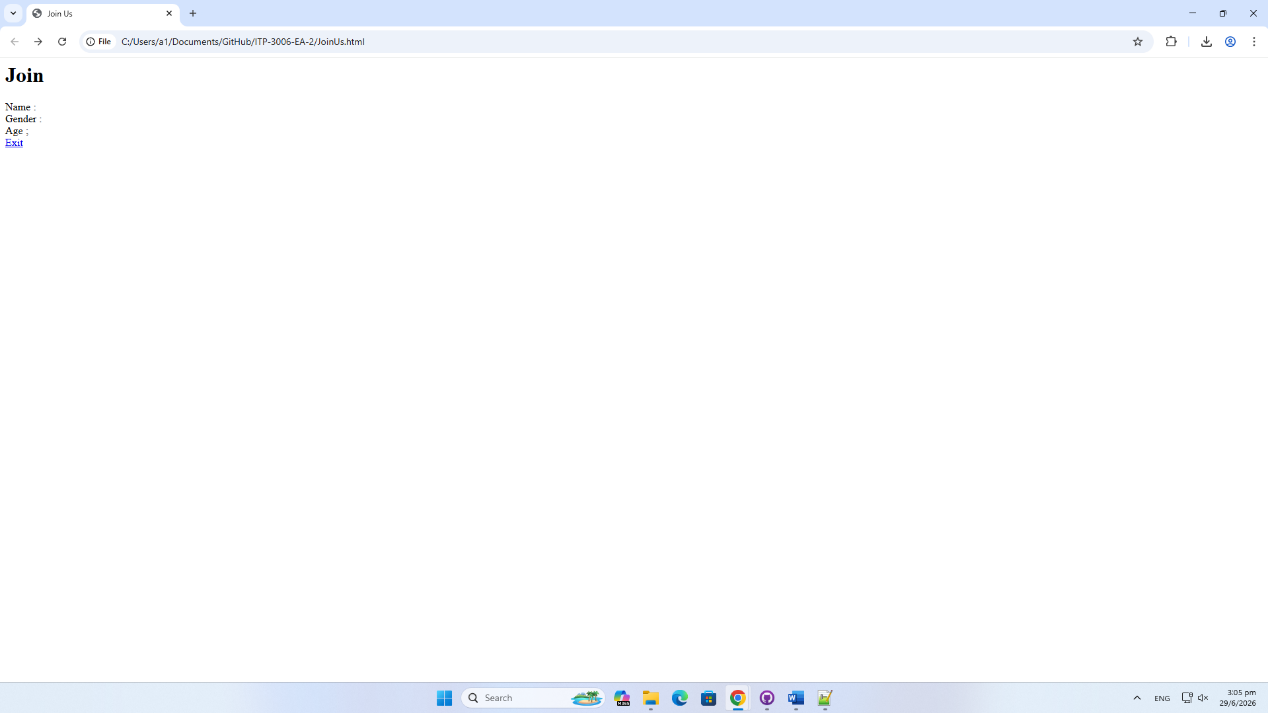 Join Us
File
C:/Users/a1/Documents/GitHub/ITP-3006-EA-2/JoinUs.html
Join
Name :
Gender :
Age ;
Exit
Search
ENG
3:05 pm
29/6/2026